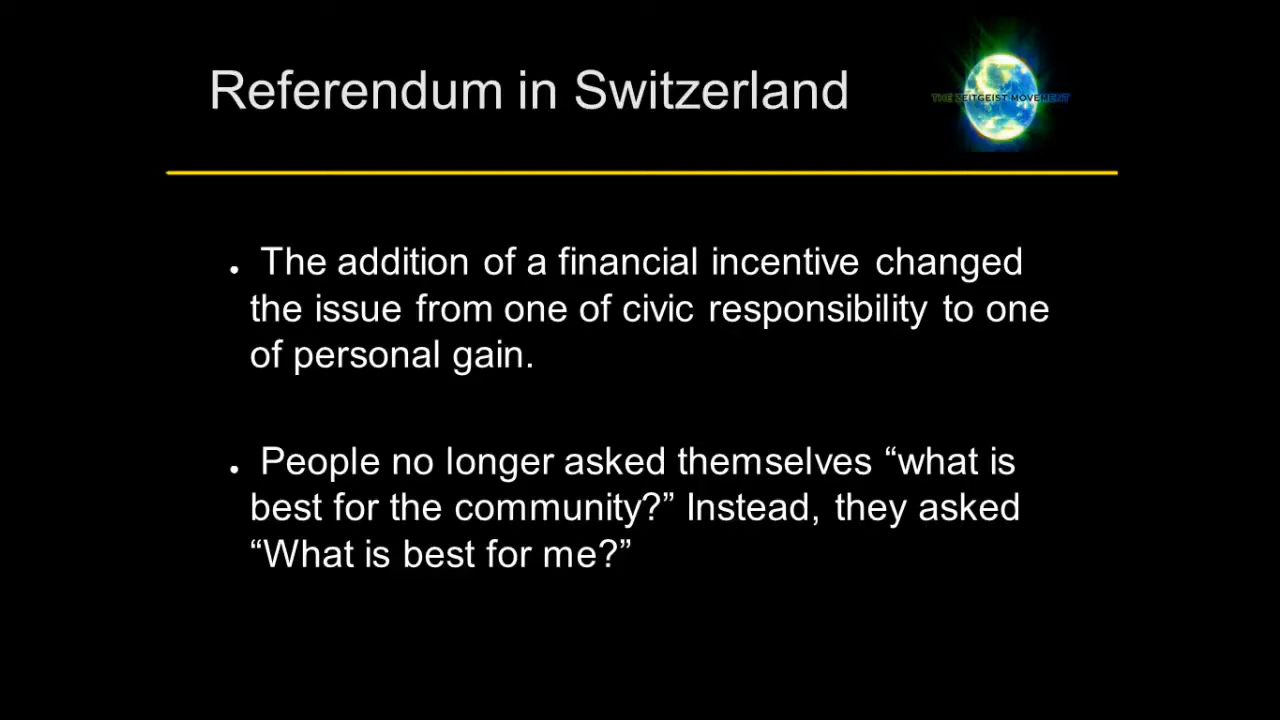 Referendum in Switzerland
THE ZEITGEIST MOVEMENT
• The addition of a financial incentive changed
the issue from one of civic responsibility to one
of personal gain.
• People no longer asked themselves “what is
best for the community?” Instead, they asked
“What is best for me?”